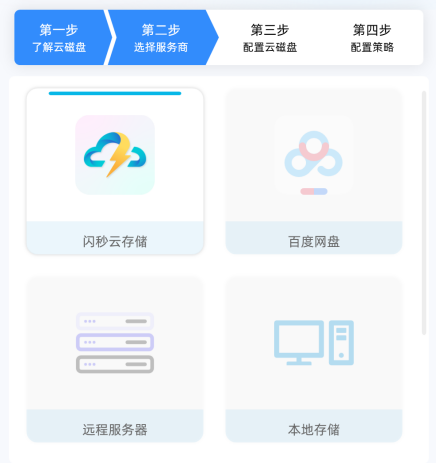 第一步
第二步
第三步
第四步
了解云磁盘
选择服务商
配置云磁盘
配置策略
闪秒云存储
百度网盘
远程服务器
本地存储